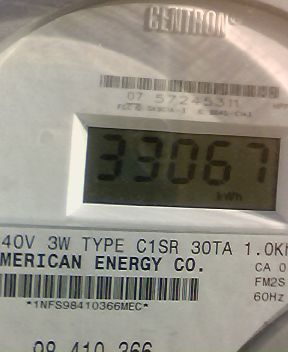 CENTRON
07 57245311
33067
kWh
40V 3W TYPE C1SR 30TA 1.0Kh
MERICAN ENERGY CO.
CA 0
FM2S
*1NFS98410366MEC*
60Hz
98 410 366